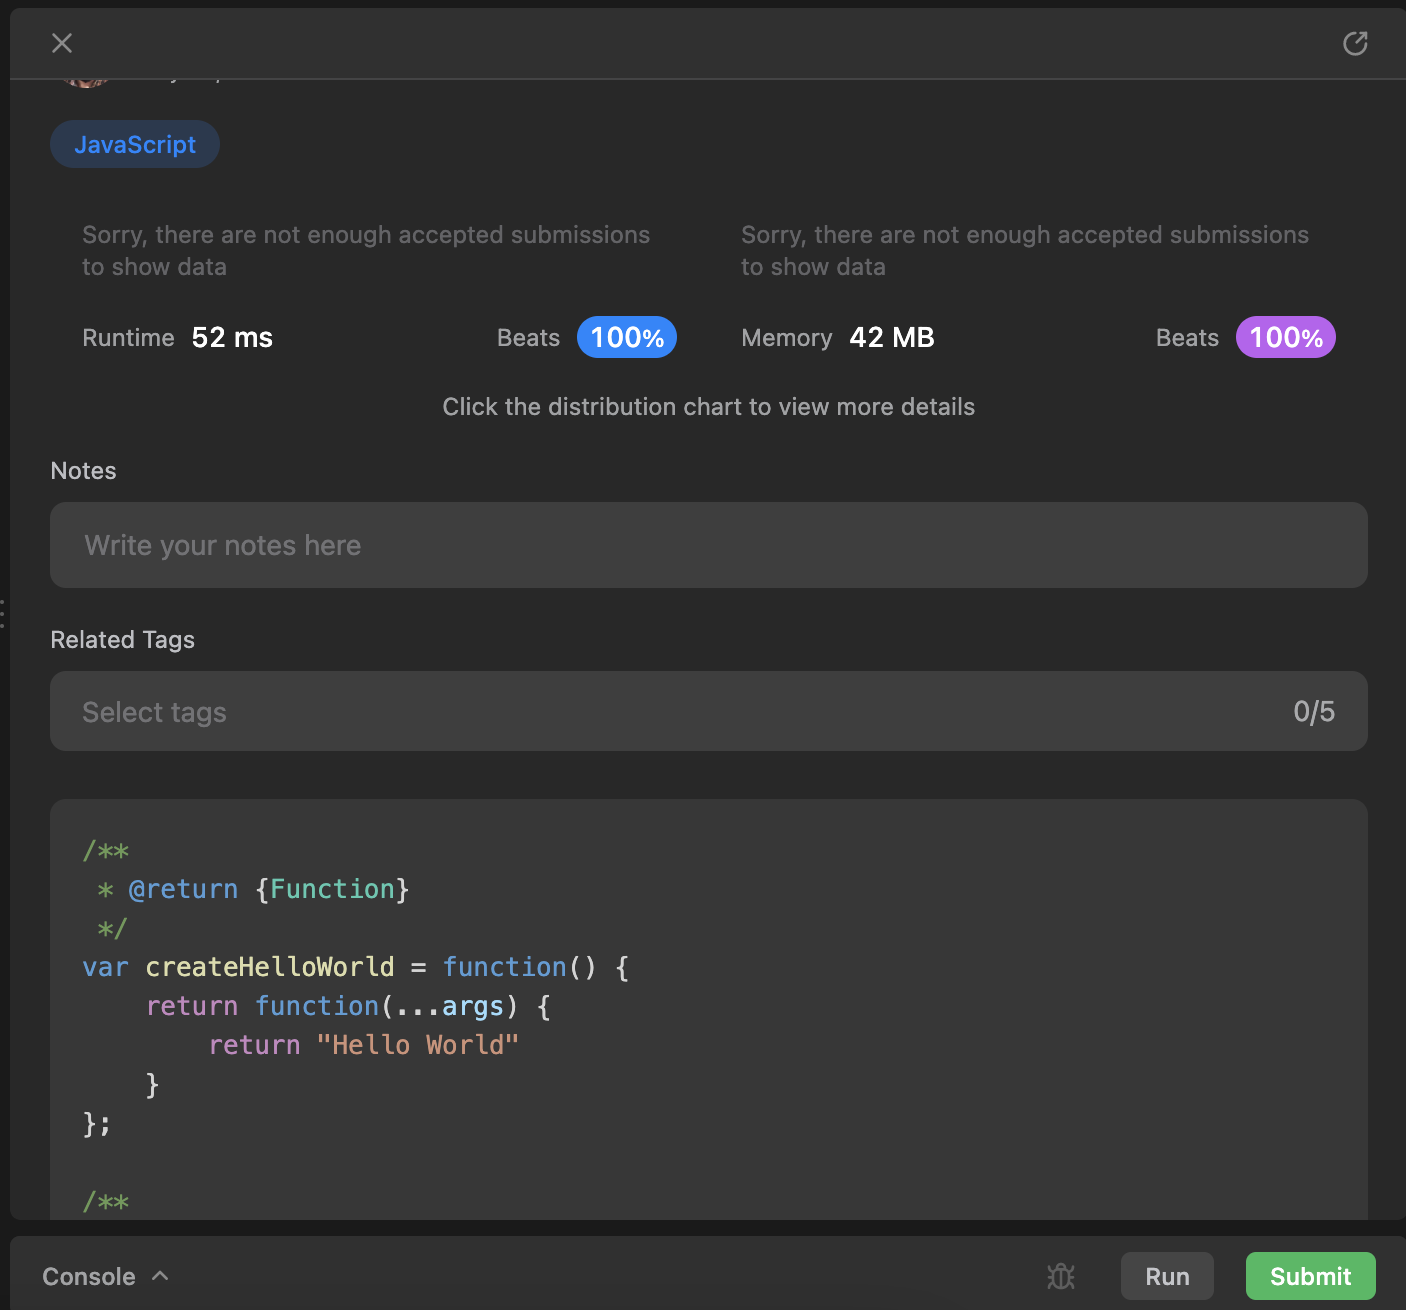 JavaScript
Sorry, there are not enough accepted submissions
to show data
Sorry, there are not enough accepted submissions
to show data
Runtime 52 ms Beats 100% Memory 42 MB Beats 100%
Click the distribution chart to view more details
Notes
Write your notes here
Related Tags
Select tags 0/5
/**
 * @return {Function}
 */
var createHelloWorld = function() {
    return function(...args) {
        return "Hello World"
    }
};
/**
Console Run Submit